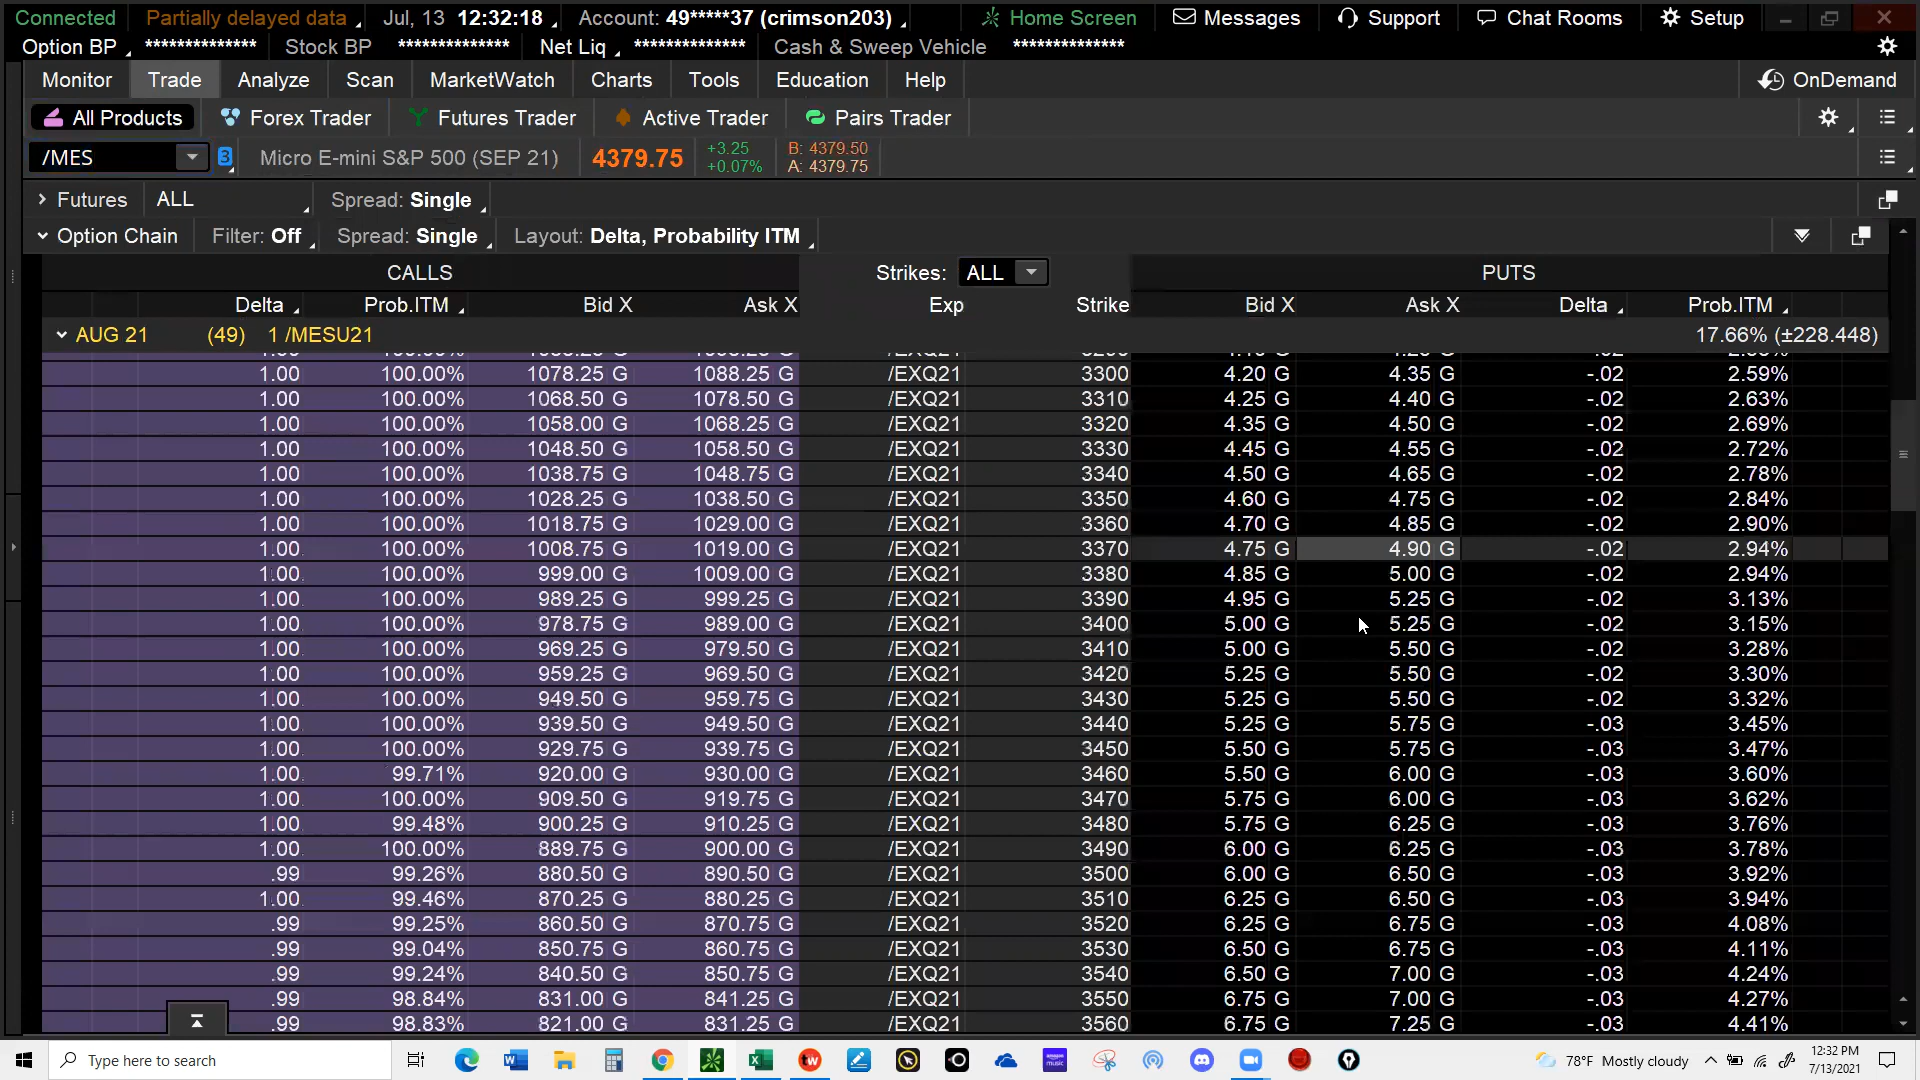 Connected Partially delayed data Jul, 13 12:32:18 Account: 49*****37 (crimson203) Home Screen Messages Support Chat Rooms Setup
Option BP ************** Stock BP ************** Net Liq ************** Cash & Sweep Vehicle **************
Monitor Trade Analyze Scan MarketWatch Charts Tools Education Help OnDemand
All Products Forex Trader Futures Trader Active Trader Pairs Trader
/MES 3 Micro E-mini S&P 500 (SEP 21) 4379.75 +3.25 B: 4379.50
+0.07% A: 4379.75
Futures ALL Spread: Single
Option Chain Filter: Off Spread: Single Layout: Delta, Probability ITM
CALLS Strikes: ALL PUTS
Delta Prob.ITM Bid X Ask X Exp Strike Bid X Ask X Delta Prob.ITM
AUG 21 (49) 1 /MESU21 17.66% (±228.448)
1.00 100.00% 1078.25 G 1088.25 G /EXQ21 3300 4.20 G 4.35 G -.02 2.59%
1.00 100.00% 1068.50 G 1078.50 G /EXQ21 3310 4.25 G 4.40 G -.02 2.63%
1.00 100.00% 1058.00 G 1068.25 G /EXQ21 3320 4.35 G 4.50 G -.02 2.69%
1.00 100.00% 1048.50 G 1058.50 G /EXQ21 3330 4.45 G 4.55 G -.02 2.72%
1.00 100.00% 1038.75 G 1048.75 G /EXQ21 3340 4.50 G 4.65 G -.02 2.78%
1.00 100.00% 1028.25 G 1038.50 G /EXQ21 3350 4.60 G 4.75 G -.02 2.84%
1.00 100.00% 1018.75 G 1029.00 G /EXQ21 3360 4.70 G 4.85 G -.02 2.90%
1.00 100.00% 1008.75 G 1019.00 G /EXQ21 3370 4.75 G 4.90 G -.02 2.94%
1.00 100.00% 999.00 G 1009.00 G /EXQ21 3380 4.85 G 5.00 G -.02 2.94%
1.00 100.00% 989.25 G 999.25 G /EXQ21 3390 4.95 G 5.25 G -.02 3.13%
1.00 100.00% 978.75 G 989.00 G /EXQ21 3400 5.00 G 5.25 G -.02 3.15%
1.00 100.00% 969.25 G 979.50 G /EXQ21 3410 5.00 G 5.50 G -.02 3.28%
1.00 100.00% 959.25 G 969.50 G /EXQ21 3420 5.25 G 5.50 G -.02 3.30%
1.00 100.00% 949.50 G 959.75 G /EXQ21 3430 5.25 G 5.50 G -.02 3.32%
1.00 100.00% 939.50 G 949.50 G /EXQ21 3440 5.25 G 5.75 G -.03 3.45%
1.00 100.00% 929.75 G 939.75 G /EXQ21 3450 5.50 G 5.75 G -.03 3.47%
1.00 99.71% 920.00 G 930.00 G /EXQ21 3460 5.50 G 6.00 G -.03 3.60%
1.00 100.00% 909.50 G 919.75 G /EXQ21 3470 5.75 G 6.00 G -.03 3.62%
1.00 99.48% 900.25 G 910.25 G /EXQ21 3480 5.75 G 6.25 G -.03 3.76%
1.00 100.00% 889.75 G 900.00 G /EXQ21 3490 6.00 G 6.25 G -.03 3.78%
.99 99.26% 880.50 G 890.50 G /EXQ21 3500 6.00 G 6.50 G -.03 3.92%
1.00 99.46% 870.25 G 880.25 G /EXQ21 3510 6.25 G 6.50 G -.03 3.94%
.99 99.25% 860.50 G 870.75 G /EXQ21 3520 6.25 G 6.75 G -.03 4.08%
.99 99.04% 850.75 G 860.75 G /EXQ21 3530 6.50 G 6.75 G -.03 4.11%
.99 99.24% 840.50 G 850.75 G /EXQ21 3540 6.50 G 7.00 G -.03 4.24%
.99 98.84% 831.00 G 841.25 G /EXQ21 3550 6.75 G 7.00 G -.03 4.27%
.99 98.83% 821.00 G 831.25 G /EXQ21 3560 6.75 G 7.25 G -.03 4.41%
Type here to search tw 78°F Mostly cloudy 12:32 PM
7/13/2021